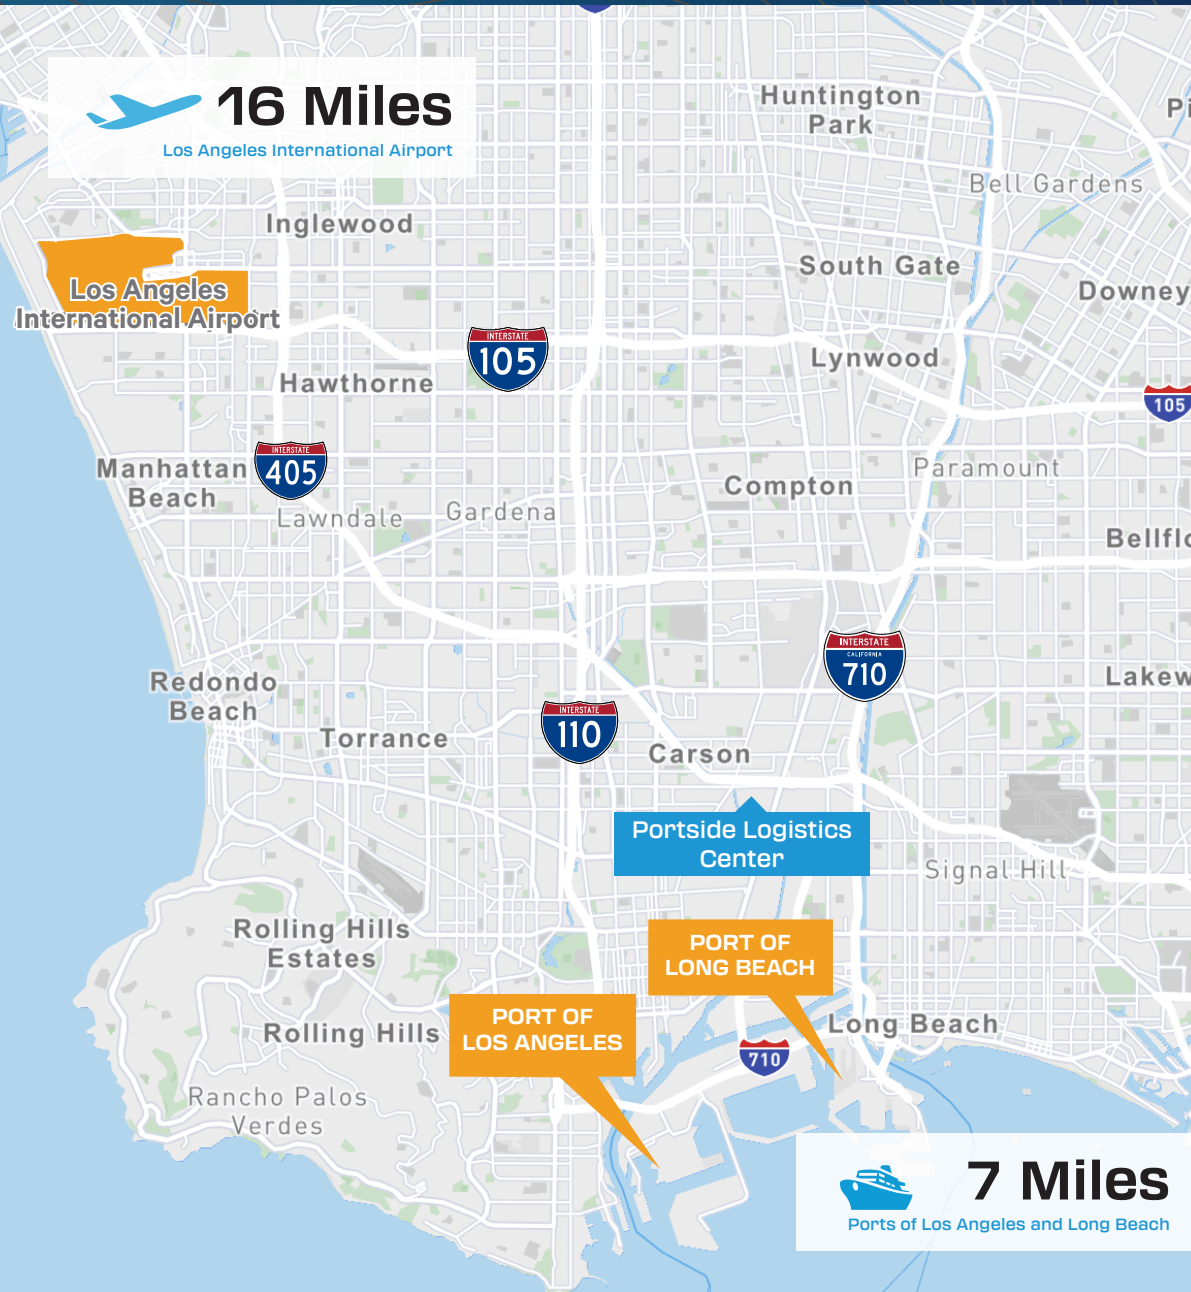 16 Miles
Los Angeles International Airport
Huntington
Park
Bell Gardens
Inglewood
South Gate
Downey
Los Angeles
International Airport
INTERSTATE
105
Lynwood
Hawthorne
105
INTERSTATE
405
Manhattan
Beach
Paramount
Compton
Lawndale
Gardena
INTERSTATE
CALIFORNIA
710
Redondo
Beach
INTERSTATE
110
Torrance
Carson
Portside Logistics
Center
Signal Hill
Rolling Hills
Estates
PORT OF
LONG BEACH
PORT OF
LOS ANGELES
Long Beach
Rolling Hills
710
Rancho Palos
Verdes
7 Miles
Ports of Los Angeles and Long Beach